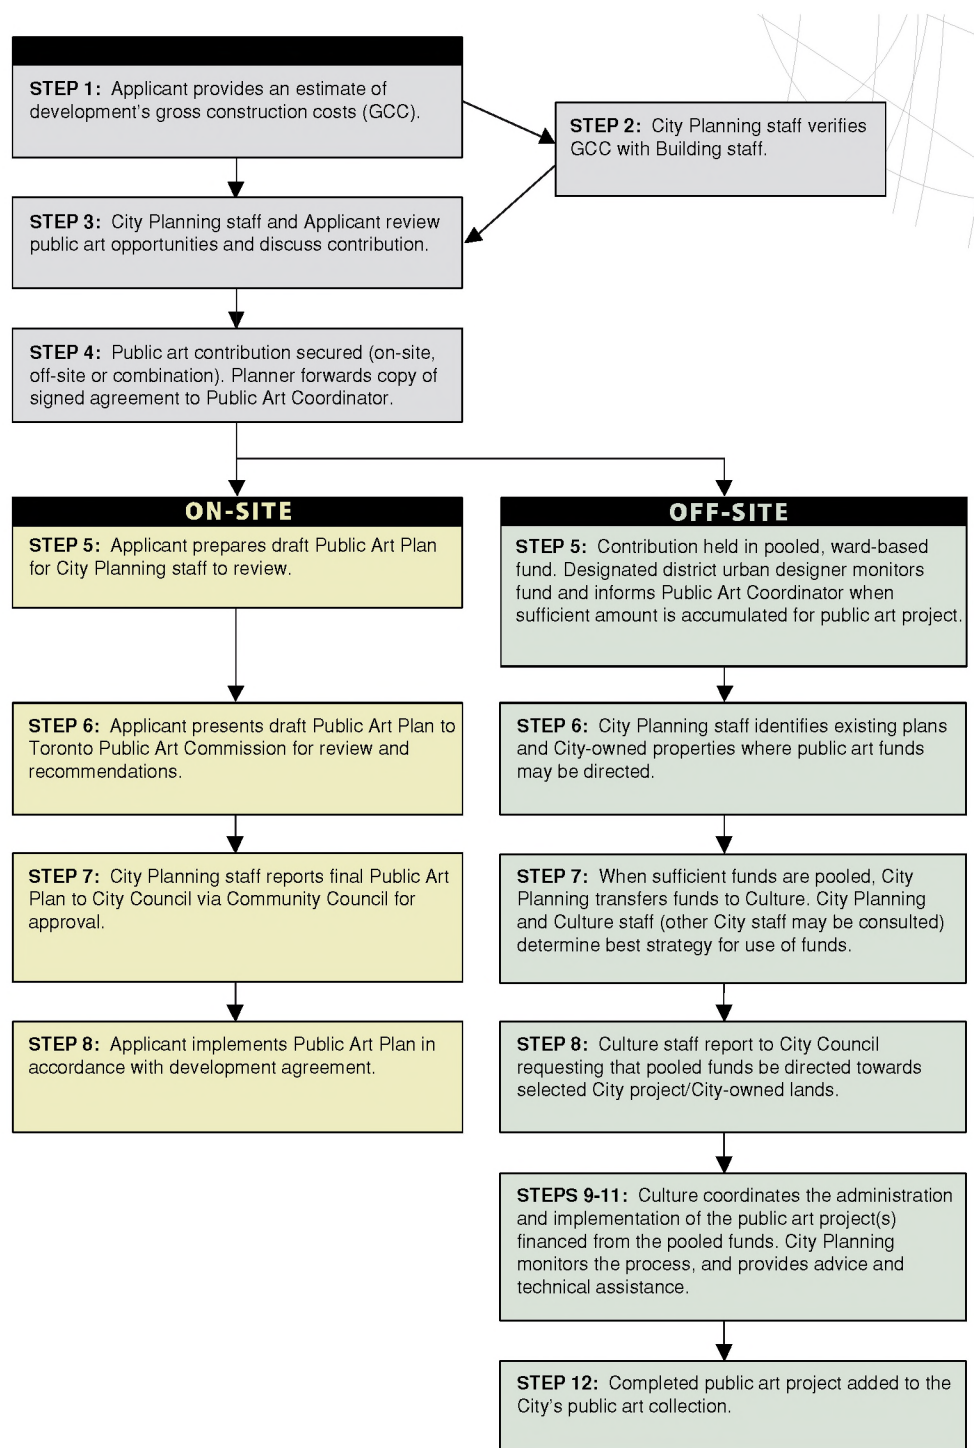 STEP 1: Applicant provides an estimate of
development's gross construction costs (GCC).
STEP 2: City Planning staff verifies
GCC with Building staff.
STEP 3: City Planning staff and Applicant review
public art opportunities and discuss contribution.
STEP 4: Public art contribution secured (on-site,
off-site or combination). Planner forwards copy of
signed agreement to Public Art Coordinator.
ON-SITE
STEP 5: Applicant prepares draft Public Art Plan
for City Planning staff to review.
STEP 6: Applicant presents draft Public Art Plan to
Toronto Public Art Commission for review and
recommendations.
STEP 7: City Planning staff reports final Public Art
Plan to City Council via Community Council for
approval.
STEP 8: Applicant implements Public Art Plan in
accordance with development agreement.
OFF-SITE
STEP 5: Contribution held in pooled, ward-based
fund. Designated district urban designer monitors
fund and informs Public Art Coordinator when
sufficient amount is accumulated for public art project.
STEP 6: City Planning staff identifies existing plans
and City-owned properties where public art funds
may be directed.
STEP 7: When sufficient funds are pooled, City
Planning transfers funds to Culture. City Planning
and Culture staff (other City staff may be consulted)
determine best strategy for use of funds.
STEP 8: Culture staff report to City Council
requesting that pooled funds be directed towards
selected City project/City-owned lands.
STEPS 9-11: Culture coordinates the administration
and implementation of the public art project(s)
financed from the pooled funds. City Planning
monitors the process, and provides advice and
technical assistance.
STEP 12: Completed public art project added to the
City's public art collection.